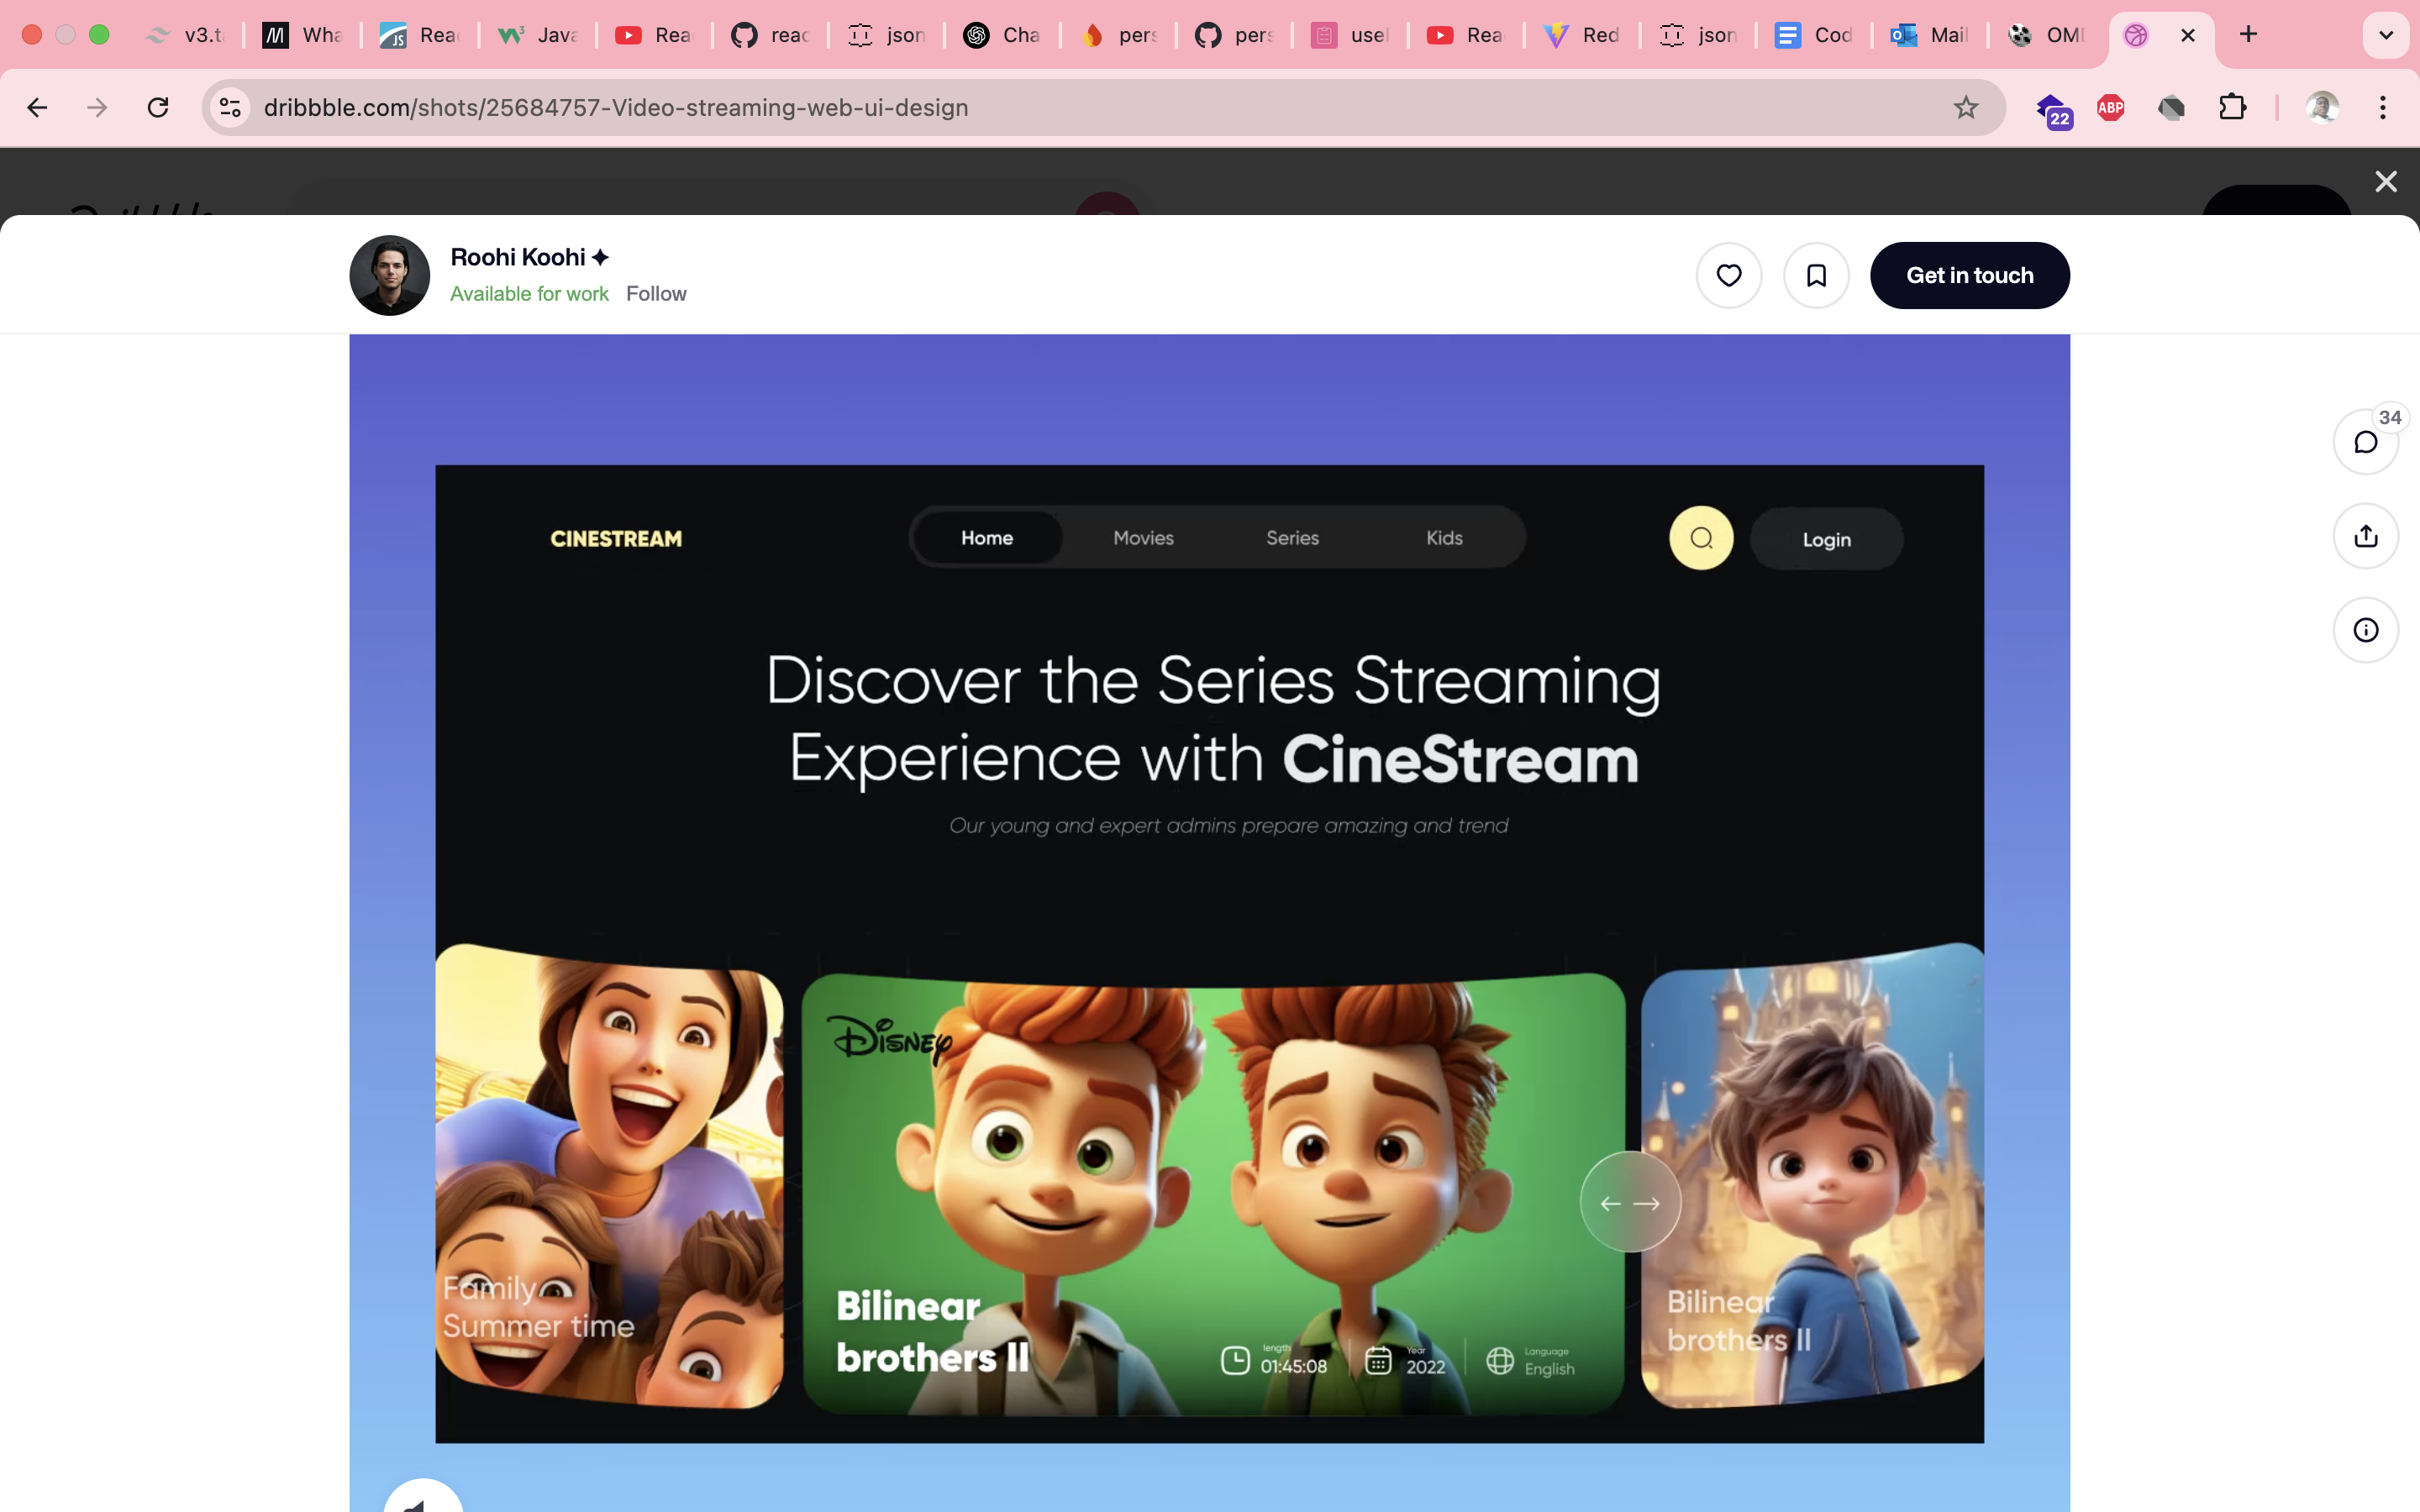 v3.t
Wha
Rea
Java
Rea
reac
json
Cha
pers
pers
usel
Rea
Red
json
Cod
Mail
OM
dribbble.com/shots/25684757-Video-streaming-web-ui-design
22
ABP
Roohi Koohi
Available for work Follow
Get in touch
34
CINESTREAM
Home
Movies
Series
Kids
Login
Discover the Series Streaming
Experience with CineStream
Our young and expert admins prepare amazing and trend
Disney
Family
Summer time
Bilinear
brothers II
length
01:45:08
Year
2022
Language
English
Bilinear
brothers II